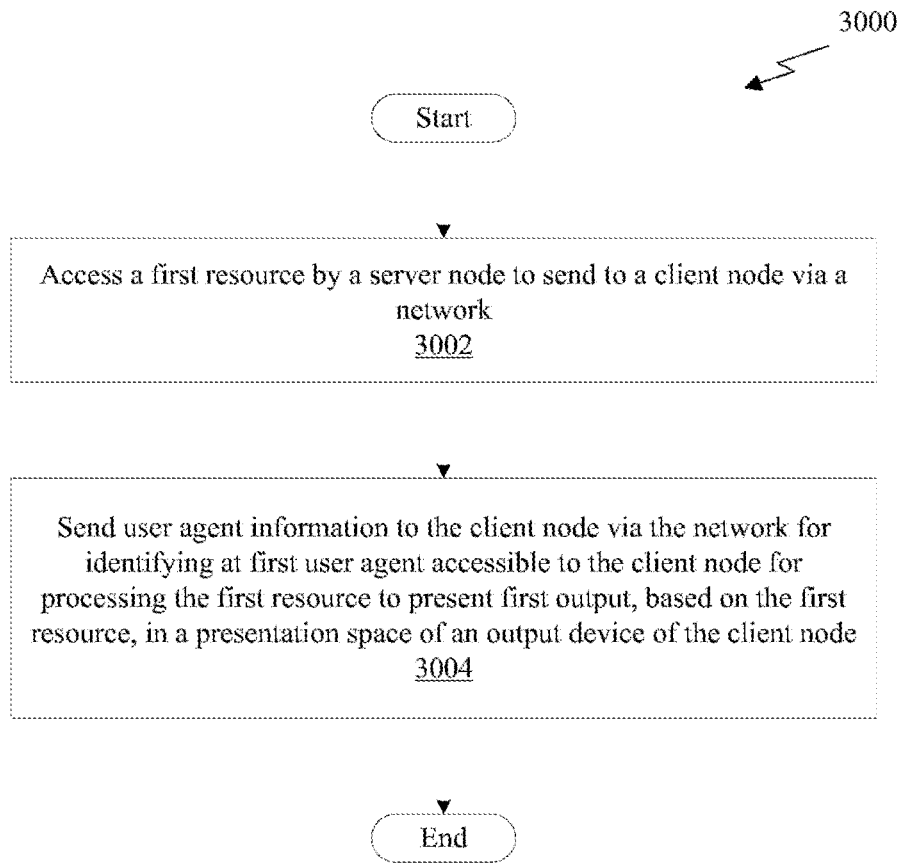 3000
Start
Access a first resource by a server node to send to a client node via a
network
3002
Send user agent information to the client node via the network for
identifying at first user agent accessible to the client node for
processing the first resource to present first output, based on the first
resource, in a presentation space of an output device of the client node
3004
End